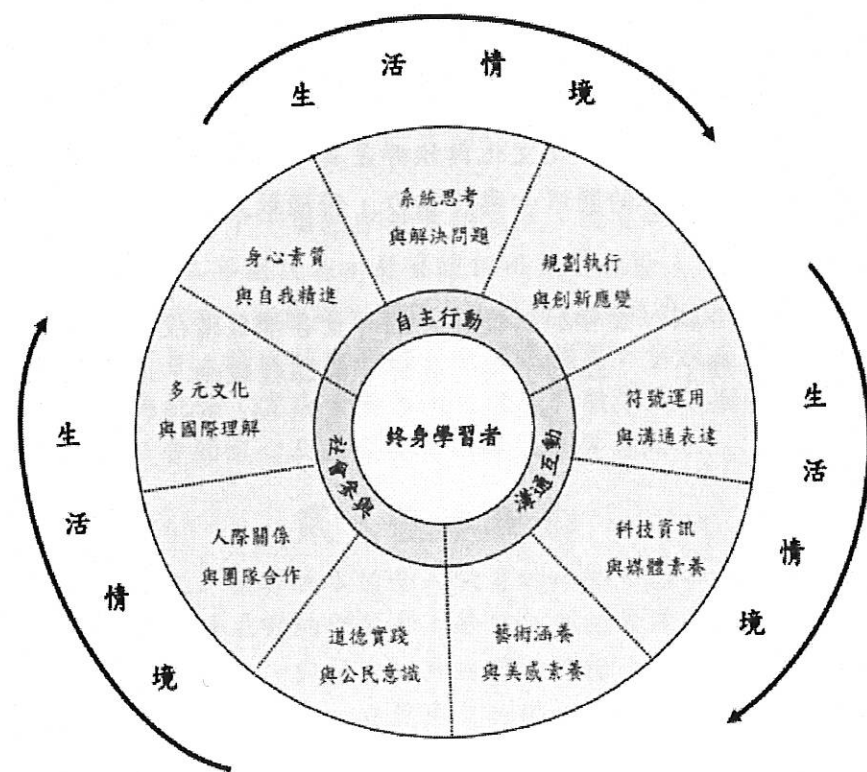 生活情境
系統思考
與解決問題
身心素質
與自我精進
規劃執行
與創新應變
自主行動
多元文化
與國際理解
符號運用
與溝通表達
終身學習者
社會參與
溝通互動
生活情境
生活情境
人際關係
與團隊合作
科技資訊
與媒體素養
道德實踐
與公民意識
藝術涵養
與美感素養